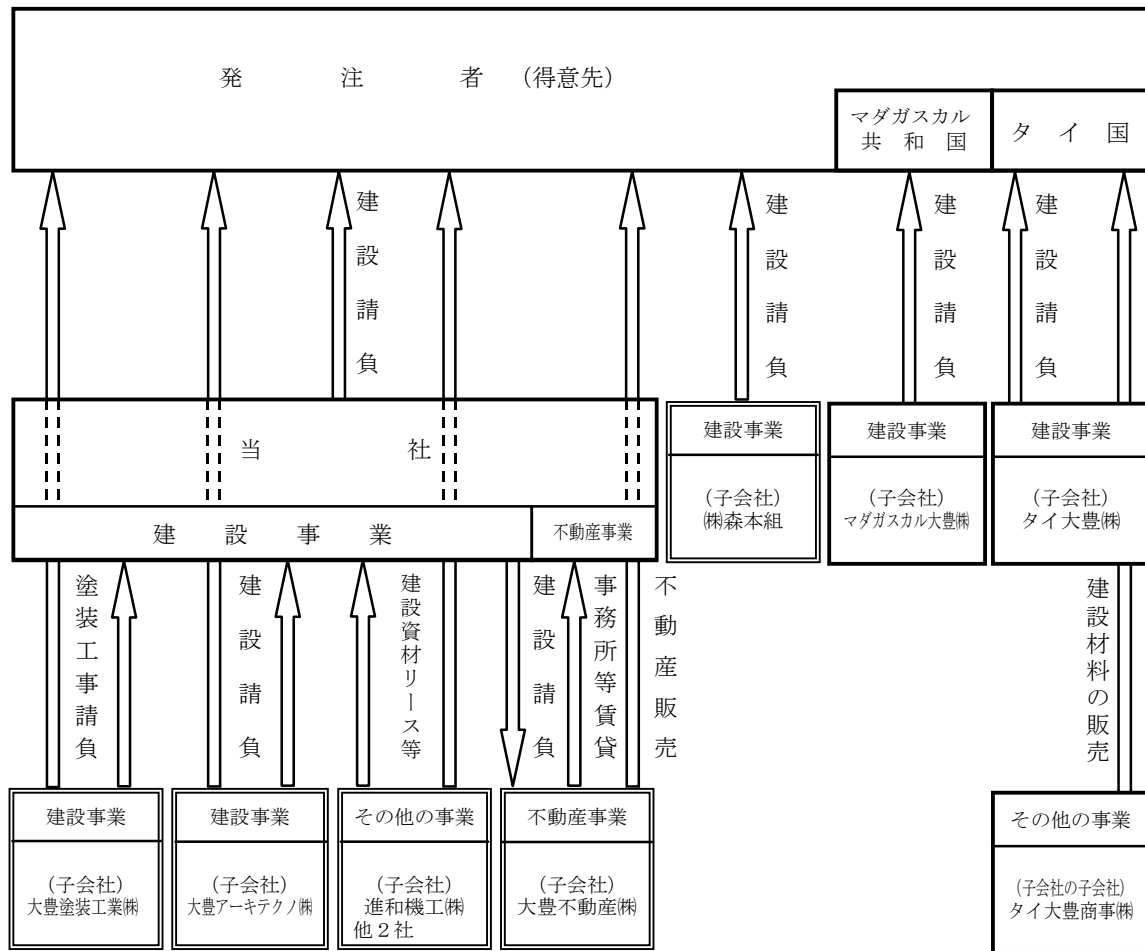 発　注　者　（得意先）
マダガスカル
共　和　国
タ　イ　国
建設請負
建設請負
建設請負
建設請負
当　社
建　設　事　業
不動産事業
建設事業
(子会社)
㈱森本組
建設事業
(子会社)
マダガスカル大豊㈱
建設事業
(子会社)
タイ大豊㈱
塗装工事請負
建設請負
建設資材リース等
建設請負
事務所等賃貸
不動産販売
建設材料の販売
建設事業
(子会社)
大豊塗装工業㈱
建設事業
(子会社)
大豊アーキテクノ㈱
その他の事業
(子会社)
進和機工㈱
他２社
不動産事業
(子会社)
大豊不動産㈱
その他の事業
(子会社の子会社)
タイ大豊商事㈱